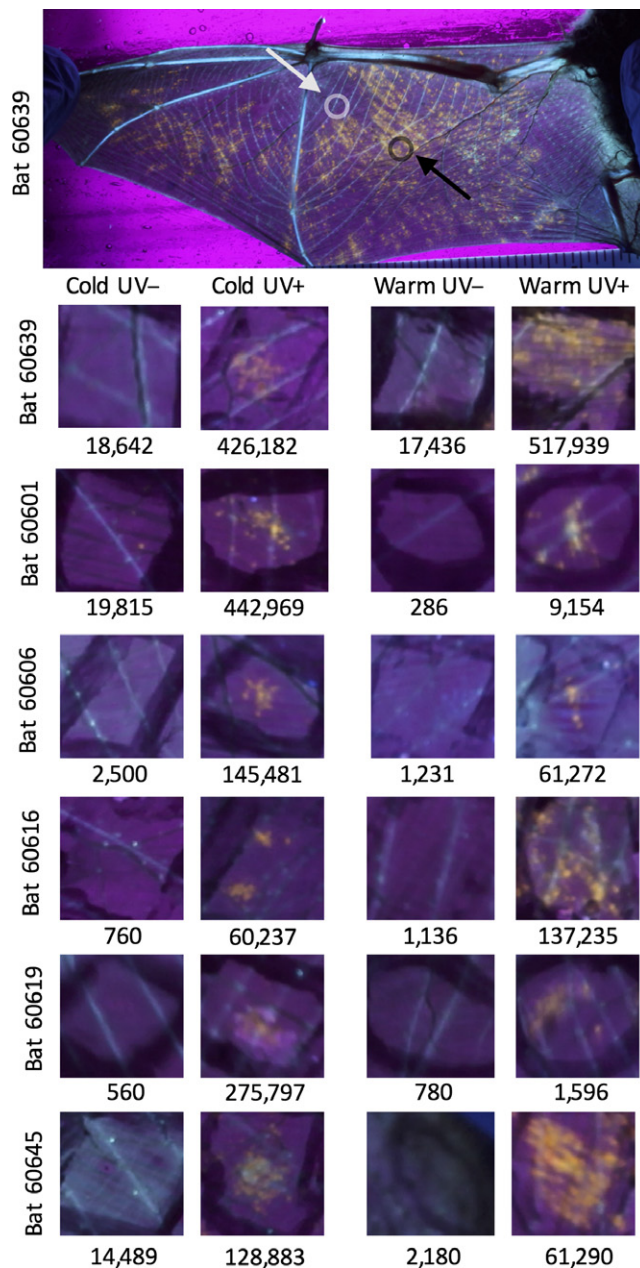 Bat 60639
Cold UV– Cold UV+ Warm UV– Warm UV+
Bat 60639
18,642 426,182 17,436 517,939
Bat 60601
19,815 442,969 286 9,154
Bat 60606
2,500 145,481 1,231 61,272
Bat 60616
760 60,237 1,136 137,235
Bat 60619
560 275,797 780 1,596
Bat 60645
14,489 128,883 2,180 61,290